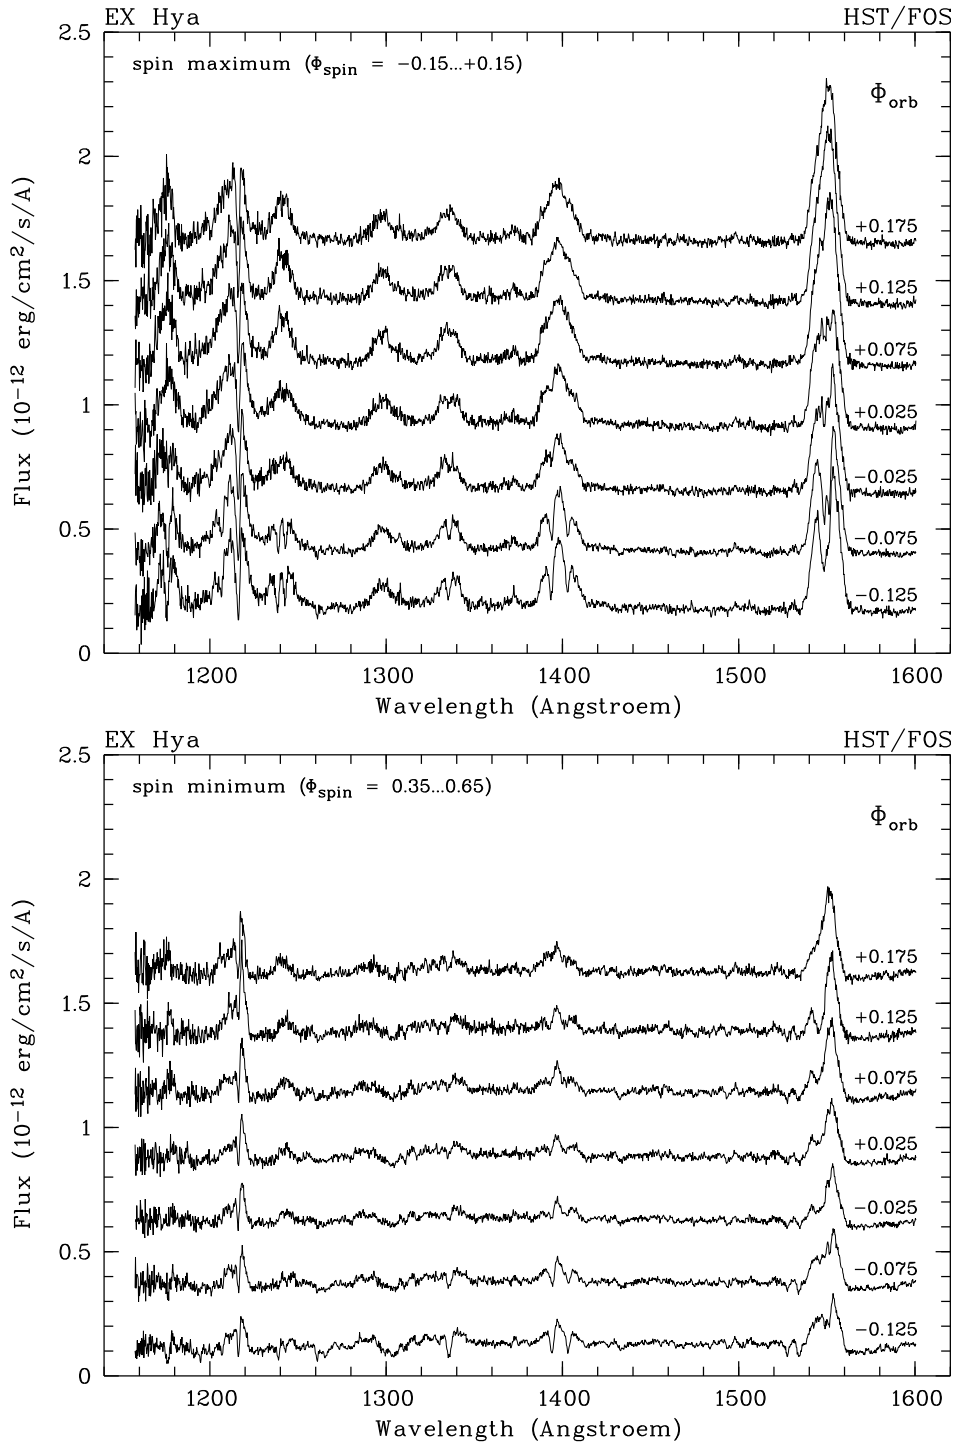 EX Hya HST/FOS
2.5
spin maximum (Φspin = −0.15...+0.15)
Φorb
2
+0.175
1.5
+0.125
+0.075
1
+0.025
−0.025
0.5
−0.075
−0.125
0
1200 1300 1400 1500 1600
Wavelength (Angstroem)
Flux (10−12 erg/cm2/s/A)
EX Hya HST/FOS
2.5
spin minimum (Φspin = 0.35...0.65)
Φorb
2
+0.175
1.5
+0.125
+0.075
1
+0.025
−0.025
0.5
−0.075
−0.125
0
1200 1300 1400 1500 1600
Wavelength (Angstroem)
Flux (10−12 erg/cm2/s/A)